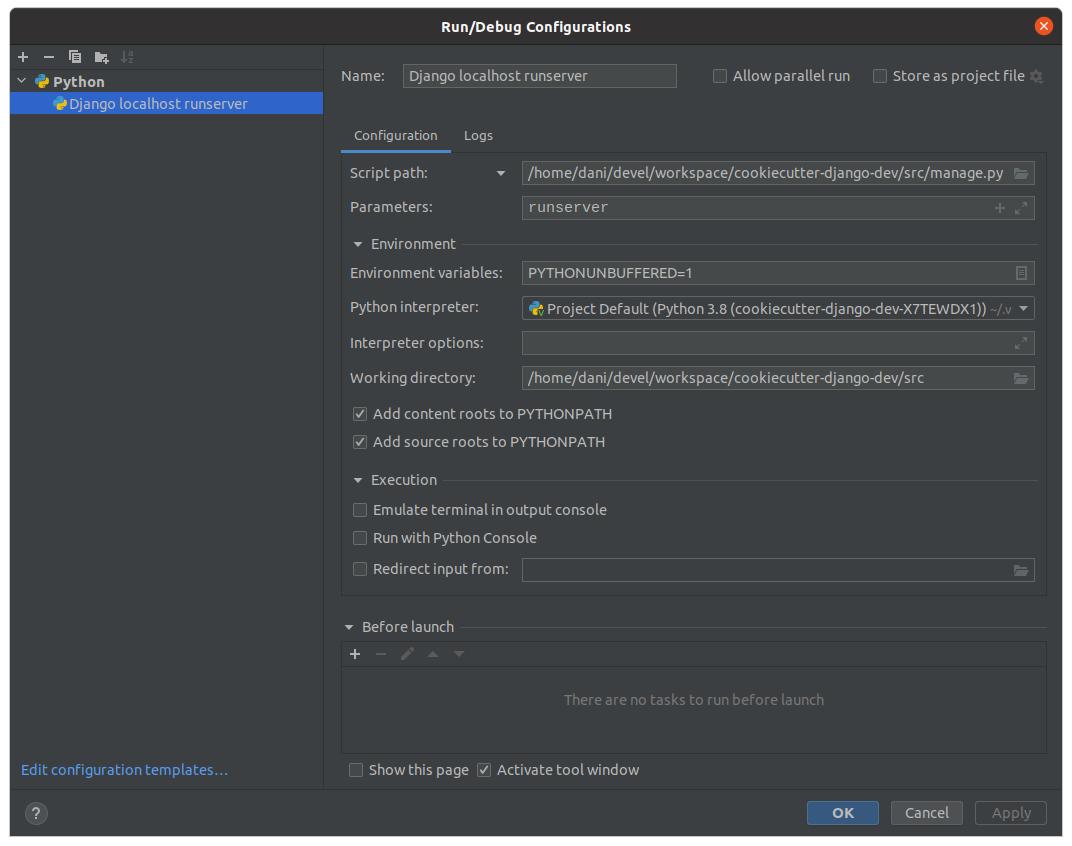 Run/Debug Configurations
Python
Django localhost runserver
Name: Django localhost runserver Allow parallel run Store as project file
Configuration Logs
Script path: /home/dani/devel/workspace/cookiecutter-django-dev/src/manage.py
Parameters: runserver
Environment
Environment variables: PYTHONUNBUFFERED=1
Python interpreter: Project Default (Python 3.8 (cookiecutter-django-dev-X7TEWDX1)) ~/.v
Interpreter options:
Working directory: /home/dani/devel/workspace/cookiecutter-django-dev/src
Add content roots to PYTHONPATH
Add source roots to PYTHONPATH
Execution
Emulate terminal in output console
Run with Python Console
Redirect input from:
Before launch
There are no tasks to run before launch
Edit configuration templates...
Show this page Activate tool window
? OK Cancel Apply